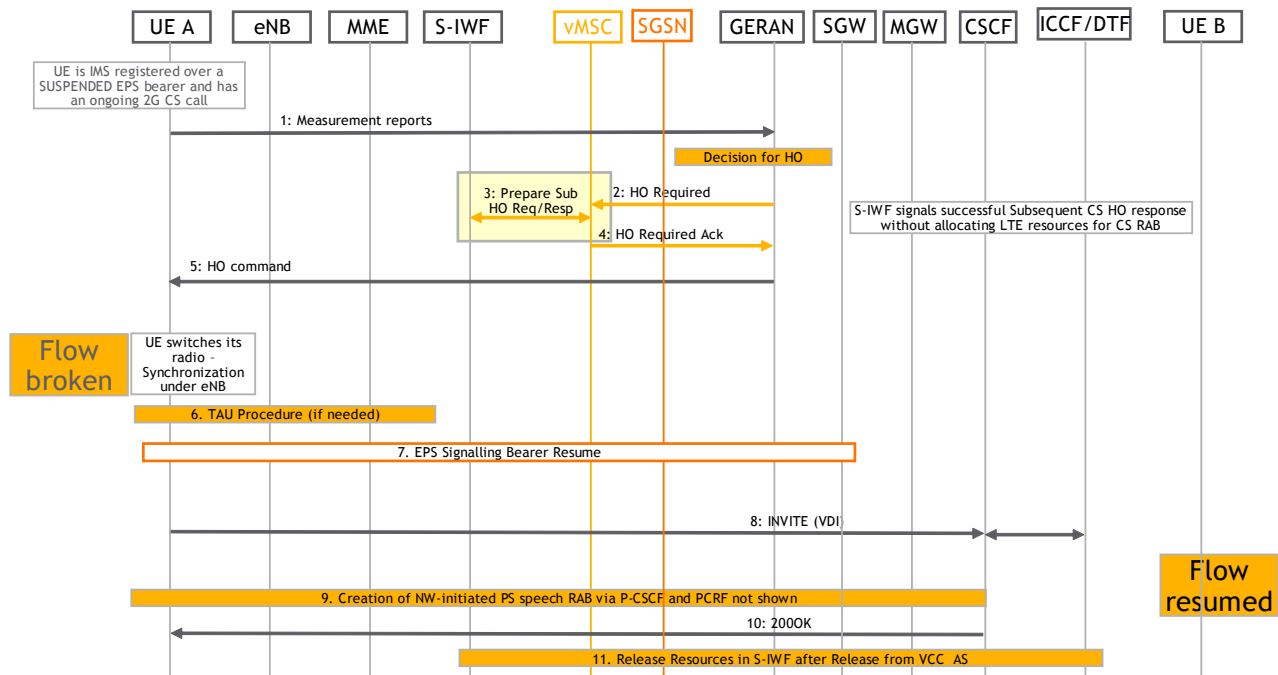 UE A
eNB
MME
S-IWF
vMSC
SGSN
GERAN
SGW
MGW
CSCF
ICCF/DTF
UE B
UE is IMS registered over a
SUSPENDED EPS bearer and has
an ongoing 2G CS call
1: Measurement reports
Decision for HO
3: Prepare Sub
HO Req/Resp
2: HO Required
S-IWF signals successful Subsequent CS HO response
without allocating LTE resources for CS RAB
4: HO Required Ack
5: HO command
Flow
broken
UE switches its
radio -
Synchronization
under eNB
6. TAU Procedure (if needed)
7. EPS Signalling Bearer Resume
8: INVITE (VDI)
Flow
resumed
9. Creation of NW-initiated PS speech RAB via P-CSCF and PCRF not shown
10: 200OK
11. Release Resources in S-IWF after Release from VCC AS